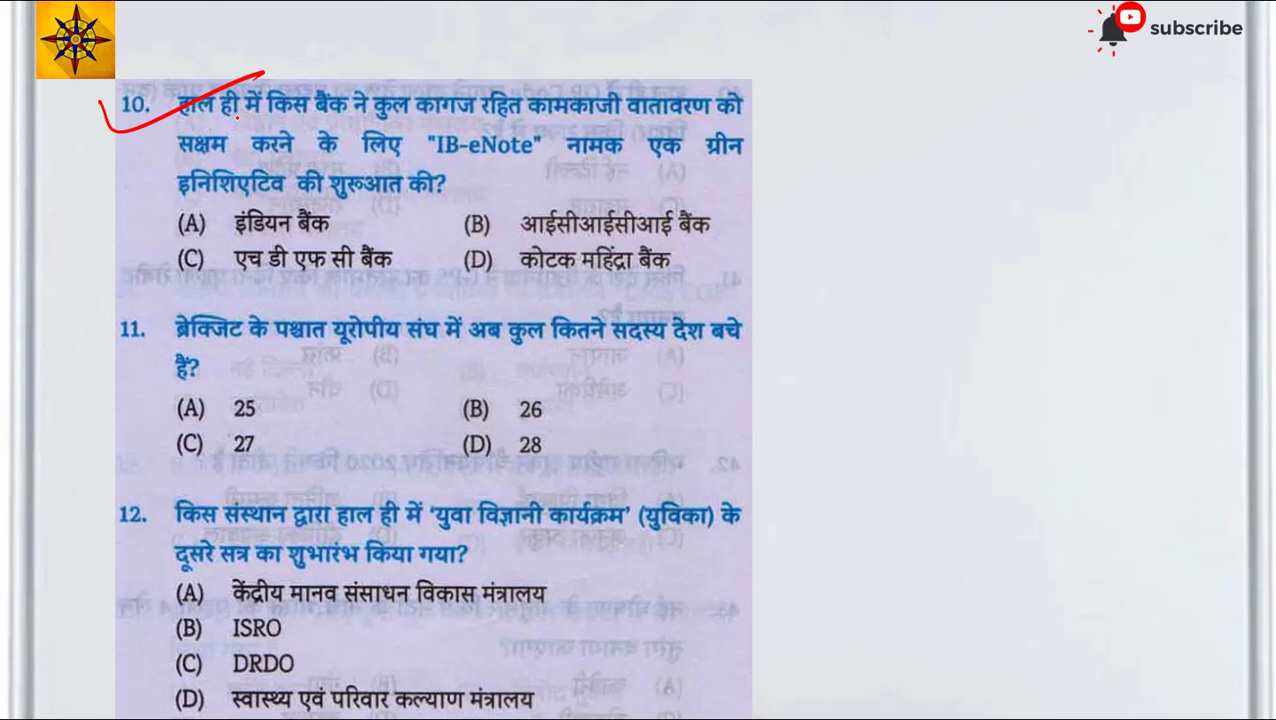 subscribe
10. हाल ही में किस बैंक ने कुल कागज रहित कामकाजी वातावरण को
सक्षम करने के लिए "IB-eNote" नामक एक ग्रीन
इनिशिएटिव की शुरूआत की?
(A) इंडियन बैंक (B) आईसीआईसीआई बैंक
(C) एच डी एफ सी बैंक (D) कोटक महिंद्रा बैंक
11. ब्रेक्जिट के पश्चात यूरोपीय संघ में अब कुल कितने सदस्य देश बचे
हैं?
(A) 25 (B) 26
(C) 27 (D) 28
12. किस संस्थान द्वारा हाल ही में ‘युवा विज्ञानी कार्यक्रम’ (युविका) के
दूसरे सत्र का शुभारंभ किया गया?
(A) केंद्रीय मानव संसाधन विकास मंत्रालय
(B) ISRO
(C) DRDO
(D) स्वास्थ्य एवं परिवार कल्याण मंत्रालय